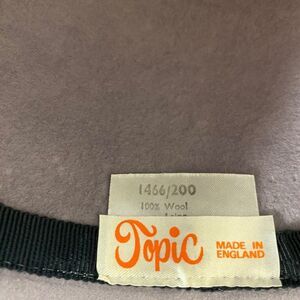 1466/200
100% Wool
Topic
MADE IN
ENGLAND